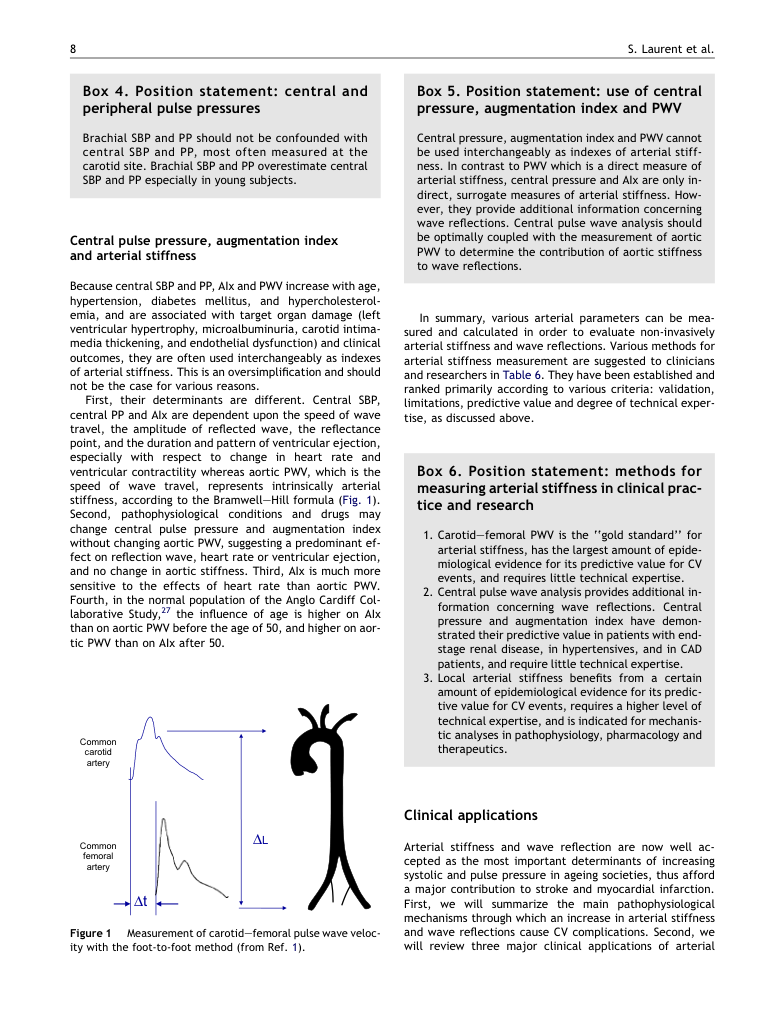 8
S. Laurent et al.
Box 4. Position statement: central and
peripheral pulse pressures
Brachial SBP and PP should not be confounded with
central SBP and PP, most often measured at the
carotid site. Brachial SBP and PP overestimate central
SBP and PP especially in young subjects.
Central pulse pressure, augmentation index
and arterial stiffness
Because central SBP and PP, AIx and PWV increase with age,
hypertension, diabetes mellitus, and hypercholesterol-
emia, and are associated with target organ damage (left
ventricular hypertrophy, microalbuminuria, carotid intima-
media thickening, and endothelial dysfunction) and clinical
outcomes, they are often used interchangeably as indexes
of arterial stiffness. This is an oversimplification and should
not be the case for various reasons.
First, their determinants are different. Central SBP,
central PP and AIx are dependent upon the speed of wave
travel, the amplitude of reflected wave, the reflectance
point, and the duration and pattern of ventricular ejection,
especially with respect to change in heart rate and
ventricular contractility whereas aortic PWV, which is the
speed of wave travel, represents intrinsically arterial
stiffness, according to the Bramwell–Hill formula (Fig. 1).
Second, pathophysiological conditions and drugs may
change central pulse pressure and augmentation index
without changing aortic PWV, suggesting a predominant ef-
fect on reflection wave, heart rate or ventricular ejection,
and no change in aortic stiffness. Third, AIx is much more
sensitive to the effects of heart rate than aortic PWV.
Fourth, in the normal population of the Anglo Cardiff Col-
laborative Study,27 the influence of age is higher on AIx
than on aortic PWV before the age of 50, and higher on aor-
tic PWV than on AIx after 50.
Common
carotid
artery
Common
femoral
artery
ΔL
Δt
Figure 1 Measurement of carotid–femoral pulse wave veloc-
ity with the foot-to-foot method (from Ref. 1).
Box 5. Position statement: use of central
pressure, augmentation index and PWV
Central pressure, augmentation index and PWV cannot
be used interchangeably as indexes of arterial stiff-
ness. In contrast to PWV which is a direct measure of
arterial stiffness, central pressure and AIx are only in-
direct, surrogate measures of arterial stiffness. How-
ever, they provide additional information concerning
wave reflections. Central pulse wave analysis should
be optimally coupled with the measurement of aortic
PWV to determine the contribution of aortic stiffness
to wave reflections.
In summary, various arterial parameters can be mea-
sured and calculated in order to evaluate non-invasively
arterial stiffness and wave reflections. Various methods for
arterial stiffness measurement are suggested to clinicians
and researchers in Table 6. They have been established and
ranked primarily according to various criteria: validation,
limitations, predictive value and degree of technical exper-
tise, as discussed above.
Box 6. Position statement: methods for
measuring arterial stiffness in clinical prac-
tice and research
1. Carotid–femoral PWV is the ''gold standard'' for
arterial stiffness, has the largest amount of epide-
miological evidence for its predictive value for CV
events, and requires little technical expertise.
2. Central pulse wave analysis provides additional in-
formation concerning wave reflections. Central
pressure and augmentation index have demon-
strated their predictive value in patients with end-
stage renal disease, in hypertensives, and in CAD
patients, and require little technical expertise.
3. Local arterial stiffness benefits from a certain
amount of epidemiological evidence for its predic-
tive value for CV events, requires a higher level of
technical expertise, and is indicated for mechanis-
tic analyses in pathophysiology, pharmacology and
therapeutics.
Clinical applications
Arterial stiffness and wave reflection are now well ac-
cepted as the most important determinants of increasing
systolic and pulse pressure in ageing societies, thus afford
a major contribution to stroke and myocardial infarction.
First, we will summarize the main pathophysiological
mechanisms through which an increase in arterial stiffness
and wave reflections cause CV complications. Second, we
will review three major clinical applications of arterial